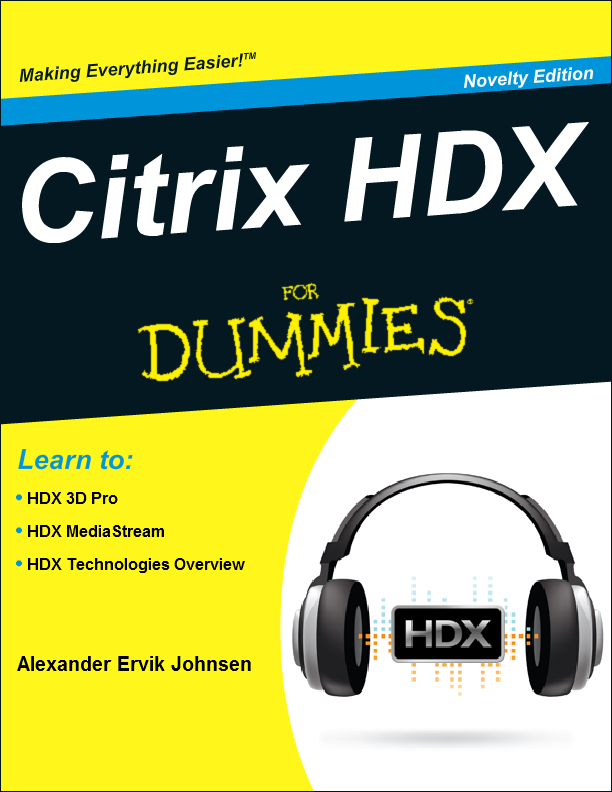 Making Everything Easier!™
Novelty Edition
Citrix HDX
FOR
DUMMIES®
Learn to:
• HDX 3D Pro
• HDX MediaStream
• HDX Technologies Overview
HDX
Alexander Ervik Johnsen